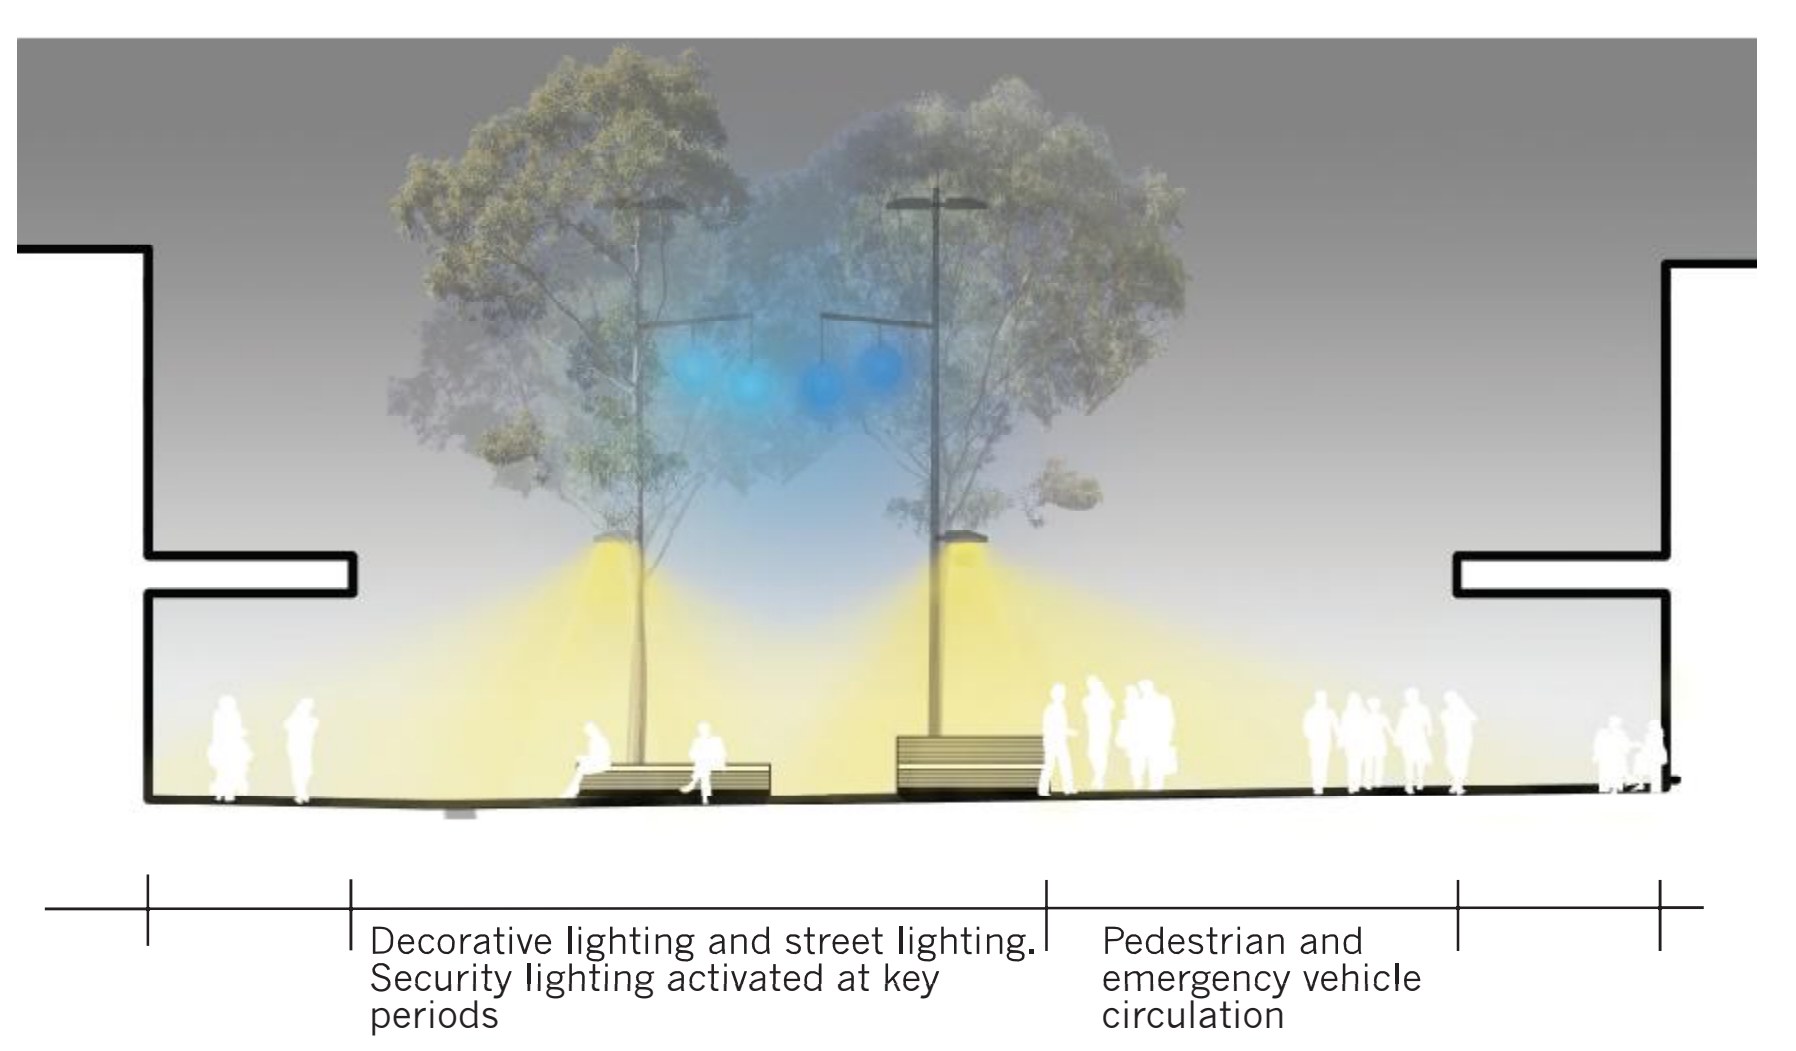 Decorative lighting and street lighting.
Security lighting activated at key
periods
Pedestrian and
emergency vehicle
circulation